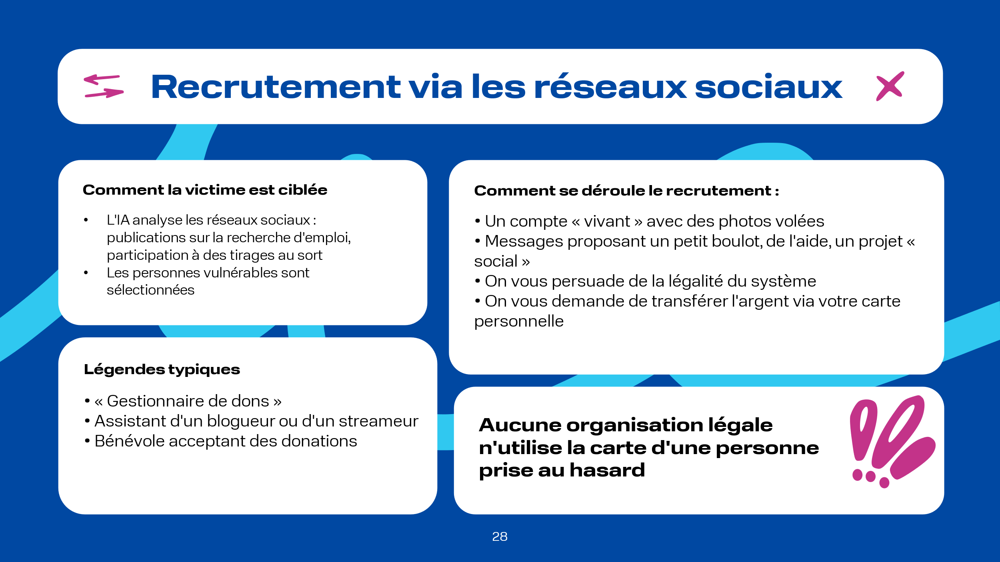 Recrutement via les réseaux sociaux
Comment la victime est ciblée
• L'IA analyse les réseaux sociaux :
publications sur la recherche d'emploi,
participation à des tirages au sort
• Les personnes vulnérables sont
sélectionnées
Légendes typiques
• « Gestionnaire de dons »
• Assistant d'un blogueur ou d'un streameur
• Bénévole acceptant des donations
Comment se déroule le recrutement :
• Un compte « vivant » avec des photos volées
• Messages proposant un petit boulot, de l'aide, un projet «
social »
• On vous persuade de la légalité du système
• On vous demande de transférer l'argent via votre carte
personnelle
Aucune organisation légale
n'utilise la carte d'une personne
prise au hasard
28